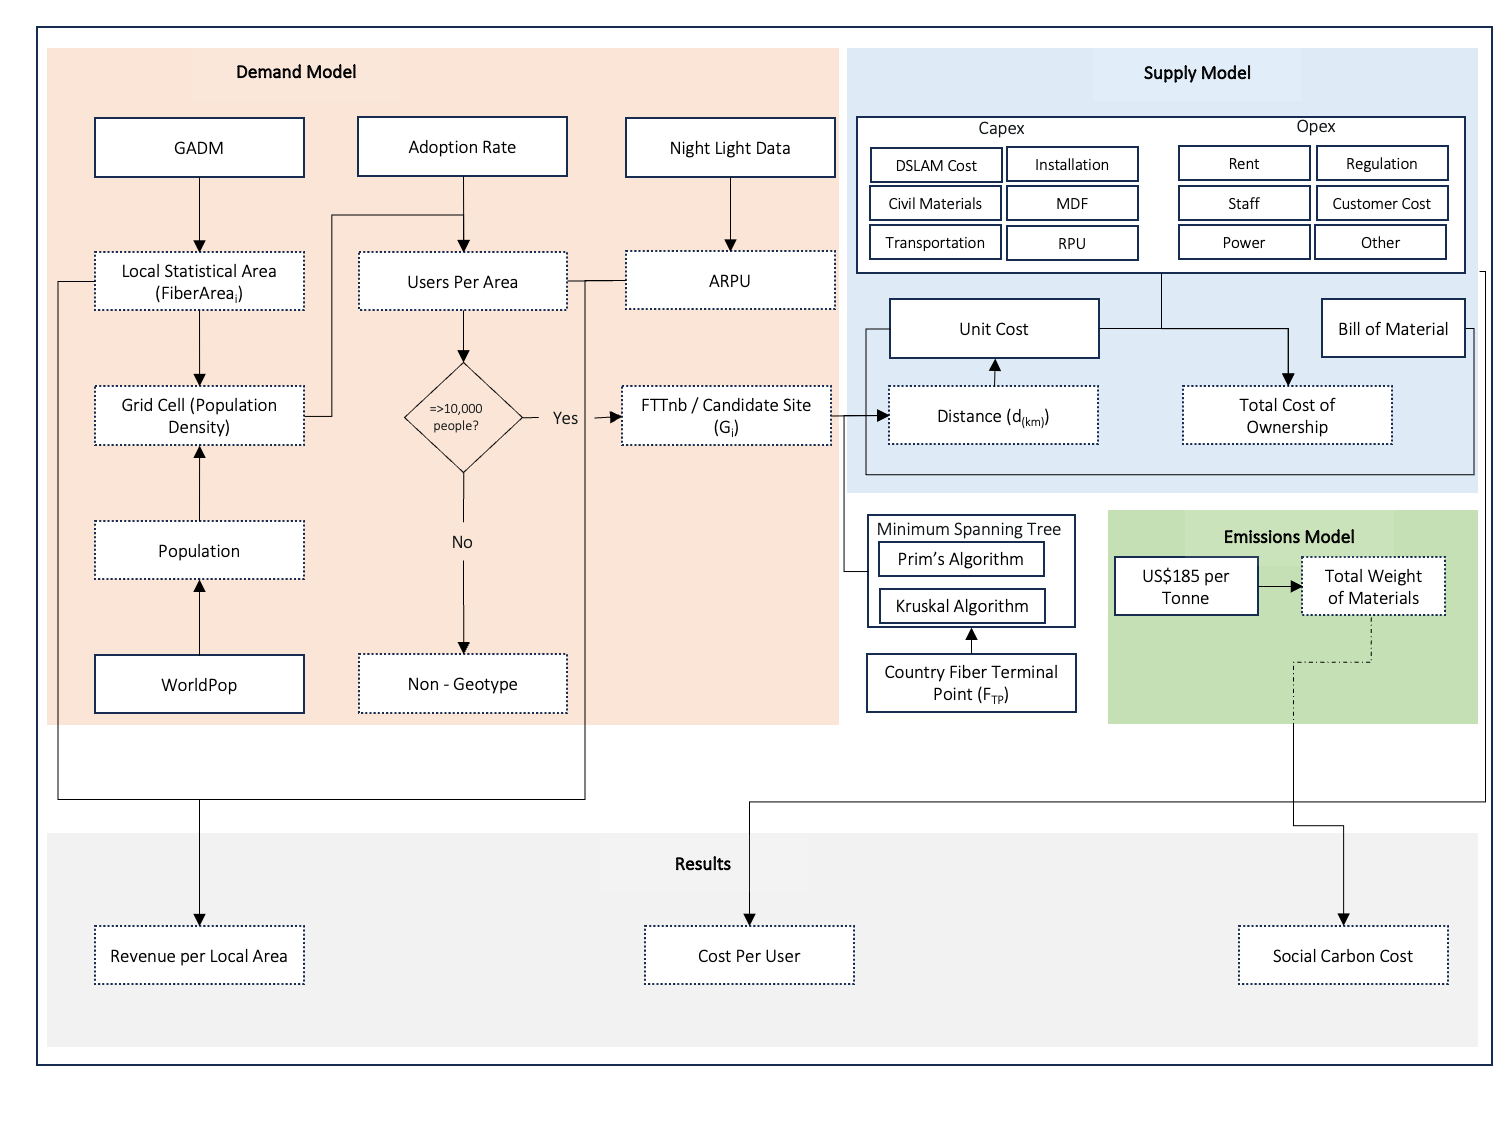 Demand Model
Supply Model
GADM
Adoption Rate
Night Light Data
Capex
Opex
DSLAM Cost
Installation
Rent
Regulation
Civil Materials
MDF
Staff
Customer Cost
Transportation
RPU
Power
Other
Local Statistical Area
(FiberAreaᵢ)
Users Per Area
ARPU
Unit Cost
Bill of Material
Grid Cell (Population
Density)
=>10,000
people?
Yes
FTTnb / Candidate Site
(Gᵢ)
Distance (d(km))
Total Cost of
Ownership
Population
No
Minimum Spanning Tree
Prim’s Algorithm
Kruskal Algorithm
Emissions Model
US$185 per
Tonne
Total Weight
of Materials
WorldPop
Non - Geotype
Country Fiber Terminal
Point (FTP)
Results
Revenue per Local Area
Cost Per User
Social Carbon Cost